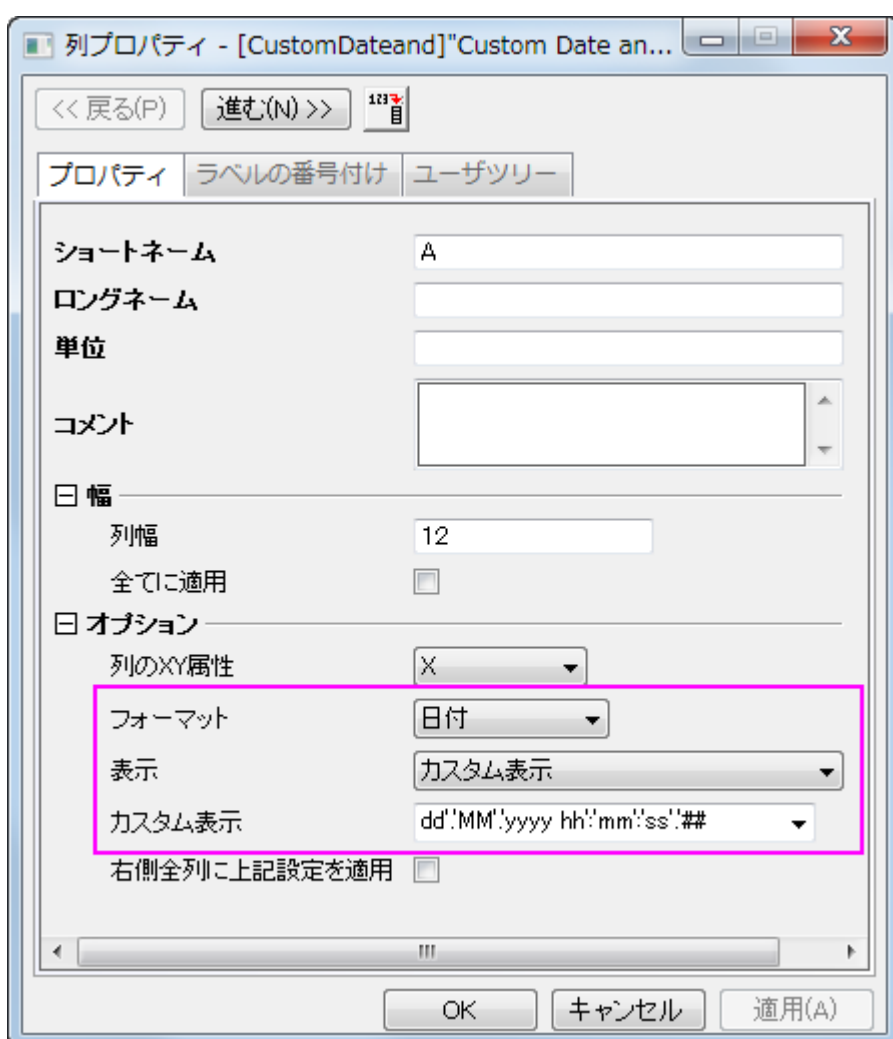 列プロパティ - [CustomDateand]"Custom Date an...
<< 戻る(P) 進む(N) >> 123
プロパティ ラベルの番号付け ユーザツリー
ショートネーム A
ロングネーム
単位
コメント
幅
列幅 12
全てに適用
オプション
列のXY属性 X
フォーマット 日付
表示 カスタム表示
カスタム表示 dd'.'MM'.'yyyy hh':'mm':'ss'.'##
右側全列に上記設定を適用
OK キャンセル 適用(A)